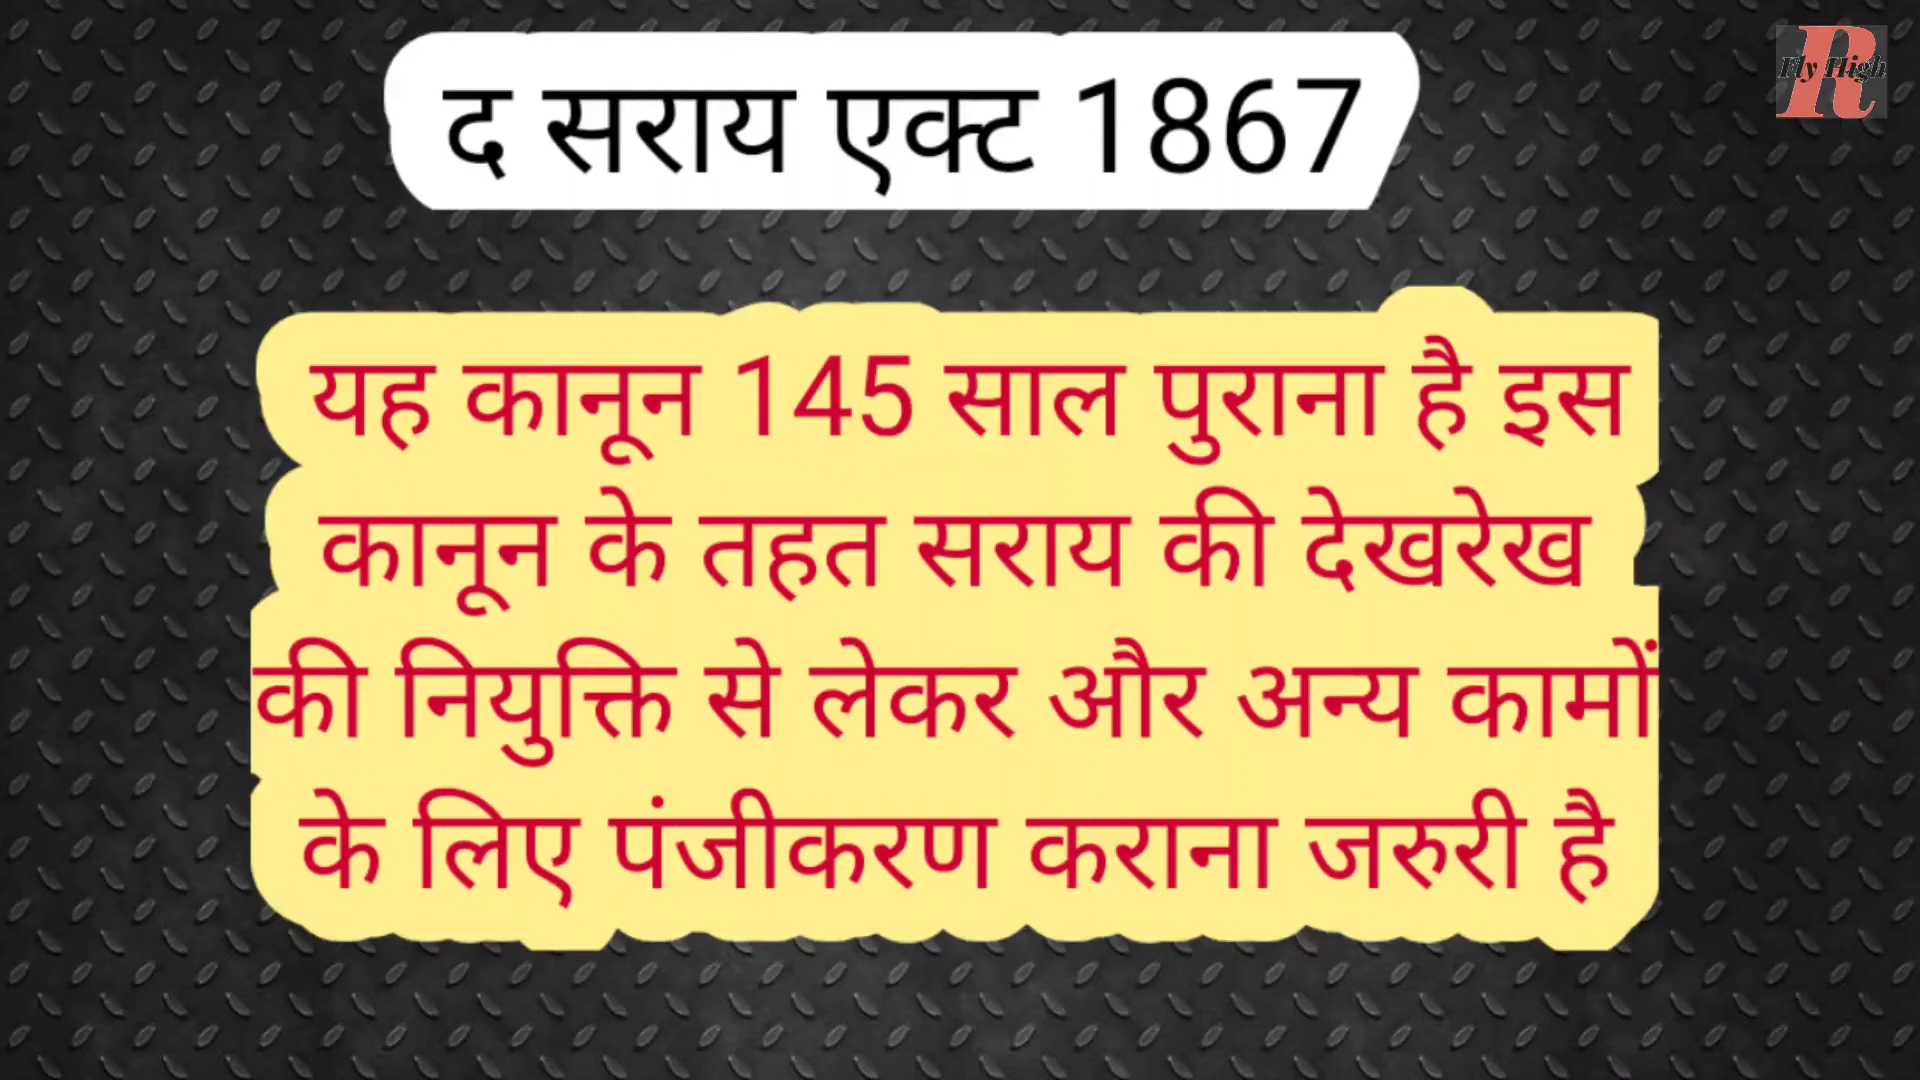 द सराय एक्ट 1867
Fly High
R
यह कानून 145 साल पुराना है इस
कानून के तहत सराय की देखरेख
की नियुक्ति से लेकर और अन्य कामों
के लिए पंजीकरण कराना जरुरी है